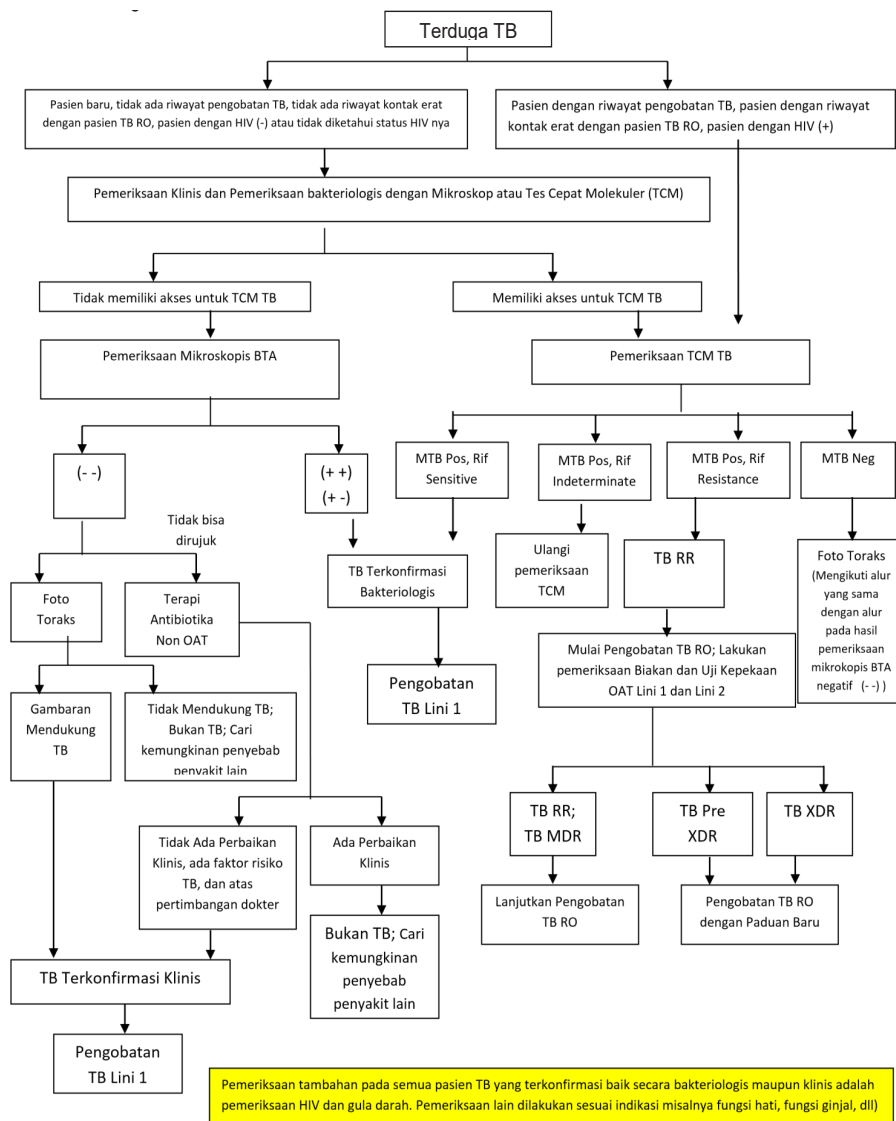 Terduga TB
Pasien baru, tidak ada riwayat pengobatan TB, tidak ada riwayat kontak erat
dengan pasien TB RO, pasien dengan HIV (-) atau tidak diketahui status HIV nya
Pasien dengan riwayat pengobatan TB, pasien dengan riwayat
kontak erat dengan pasien TB RO, pasien dengan HIV (+)
Pemeriksaan Klinis dan Pemeriksaan bakteriologis dengan Mikroskop atau Tes Cepat Molekuler (TCM)
Tidak memiliki akses untuk TCM TB
Memiliki akses untuk TCM TB
Pemeriksaan Mikroskopis BTA
Pemeriksaan TCM TB
(- -)
(+ +)
(+ -)
MTB Pos, Rif
Sensitive
MTB Pos, Rif
Indeterminate
MTB Pos, Rif
Resistance
MTB Neg
Tidak bisa
dirujuk
Foto
Toraks
Terapi
Antibiotika
Non OAT
TB Terkonfirmasi
Bakteriologis
Ulangi
pemeriksaan
TCM
TB RR
Foto Toraks
(Mengikuti alur
yang sama
dengan alur
pada hasil
pemeriksaan
mikrokopis BTA
negatif (- -) )
Pengobatan
TB Lini 1
Mulai Pengobatan TB RO; Lakukan
pemeriksaan Biakan dan Uji Kepekaan
OAT Lini 1 dan Lini 2
Gambaran
Mendukung
TB
Tidak Mendukung TB;
Bukan TB; Cari
kemungkinan penyebab
penyakit lain
Tidak Ada Perbaikan
Klinis, ada faktor risiko
TB, dan atas
pertimbangan dokter
Ada Perbaikan
Klinis
TB RR;
TB MDR
TB Pre
XDR
TB XDR
Lanjutkan Pengobatan
TB RO
Pengobatan TB RO
dengan Paduan Baru
Bukan TB; Cari
kemungkinan
penyebab
penyakit lain
TB Terkonfirmasi Klinis
Pengobatan
TB Lini 1
Pemeriksaan tambahan pada semua pasien TB yang terkonfirmasi baik secara bakteriologis maupun klinis adalah
pemeriksaan HIV dan gula darah. Pemeriksaan lain dilakukan sesuai indikasi misalnya fungsi hati, fungsi ginjal, dll)